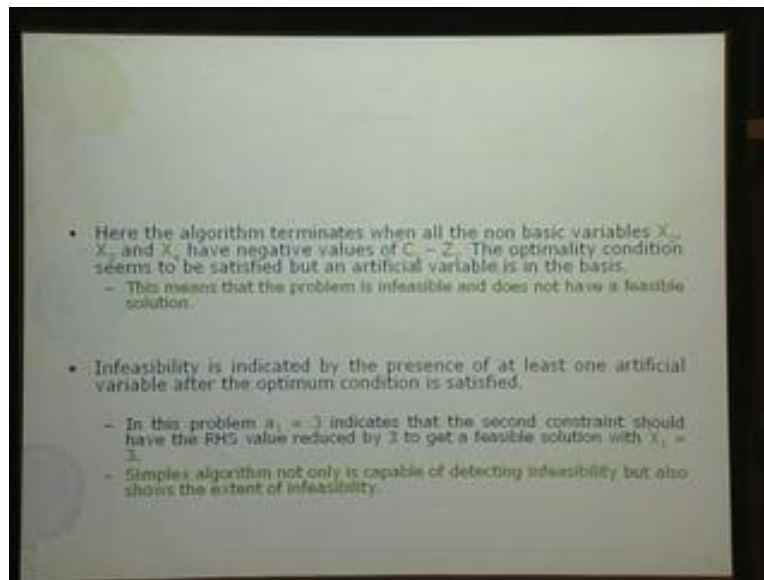 • Here the algorithm terminates when all the non basic variables X
X and X have negative values of C – Z. The optimality condition
seems to be satisfied but an artificial variable is in the basis.
– This means that the problem is infeasible and does not have a feasible
solution.
• Infeasibility is indicated by the presence of at least one artificial
variable after the optimum condition is satisfied.
– In this problem a₁ = 3 indicates that the second constraint should
have the RHS value reduced by 3 to get a feasible solution with X₁ =
3.
– Simplex algorithm not only is capable of detecting infeasibility but also
shows the extent of infeasibility.